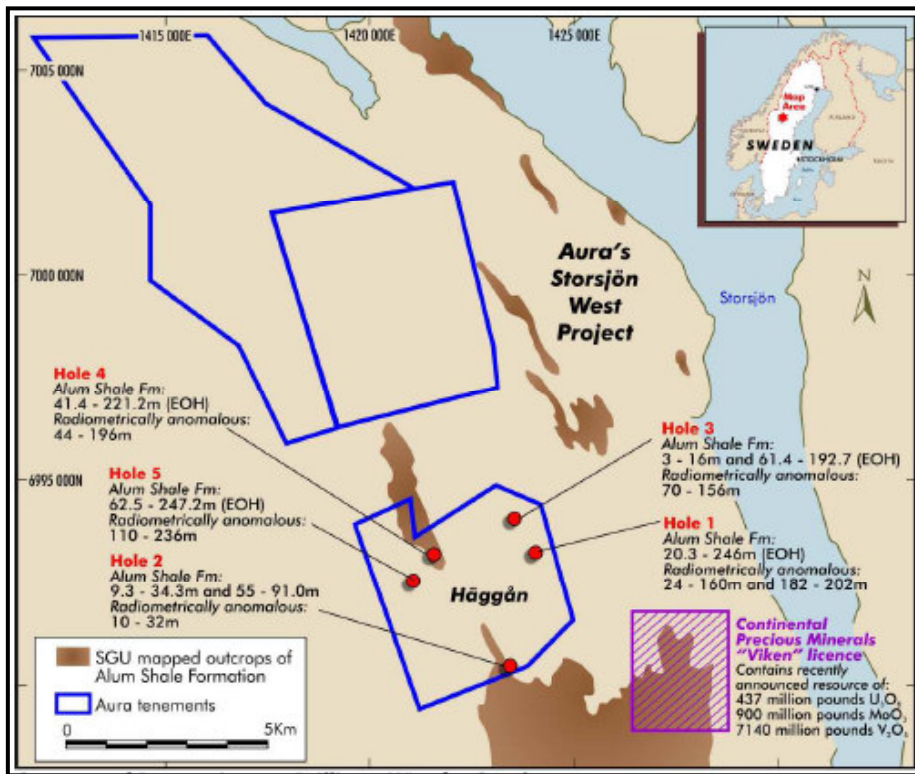 1415 000E
1420 000E
1425 000E
7005 000N
7000 000N
6995 000N
Map
Area
SWEDEN
STOCKHOLM
Aura's
Storsjön
West
Project
Storsjön
N
Hole 4
Alum Shale Fm:
41.4 - 221.2m (EOH)
Radiometrically anomalous:
44 - 196m
Hole 5
Alum Shale Fm:
62.5 - 247.2m (EOH)
Radiometrically anomalous:
110 - 236m
Hole 2
Alum Shale Fm:
9.3 - 34.3m and 55 - 91.0m
Radiometrically anomalous:
10 - 32m
Hole 3
Alum Shale Fm:
3 - 16m and 61.4 - 192.7 (EOH)
Radiometrically anomalous:
70 - 156m
Hole 1
Alum Shale Fm:
20.3 - 246m (EOH)
Radiometrically anomalous:
24 - 160m and 182 - 202m
Häggån
Continental
Precious Minerals
"Viken" licence
Contains recently
announced resource of:
437 million pounds U₃O₈
900 million pounds MoO₃
7140 million pounds V₂O₅
SGU mapped outcrops of
Alum Shale Formation
Aura tenements
0 5Km